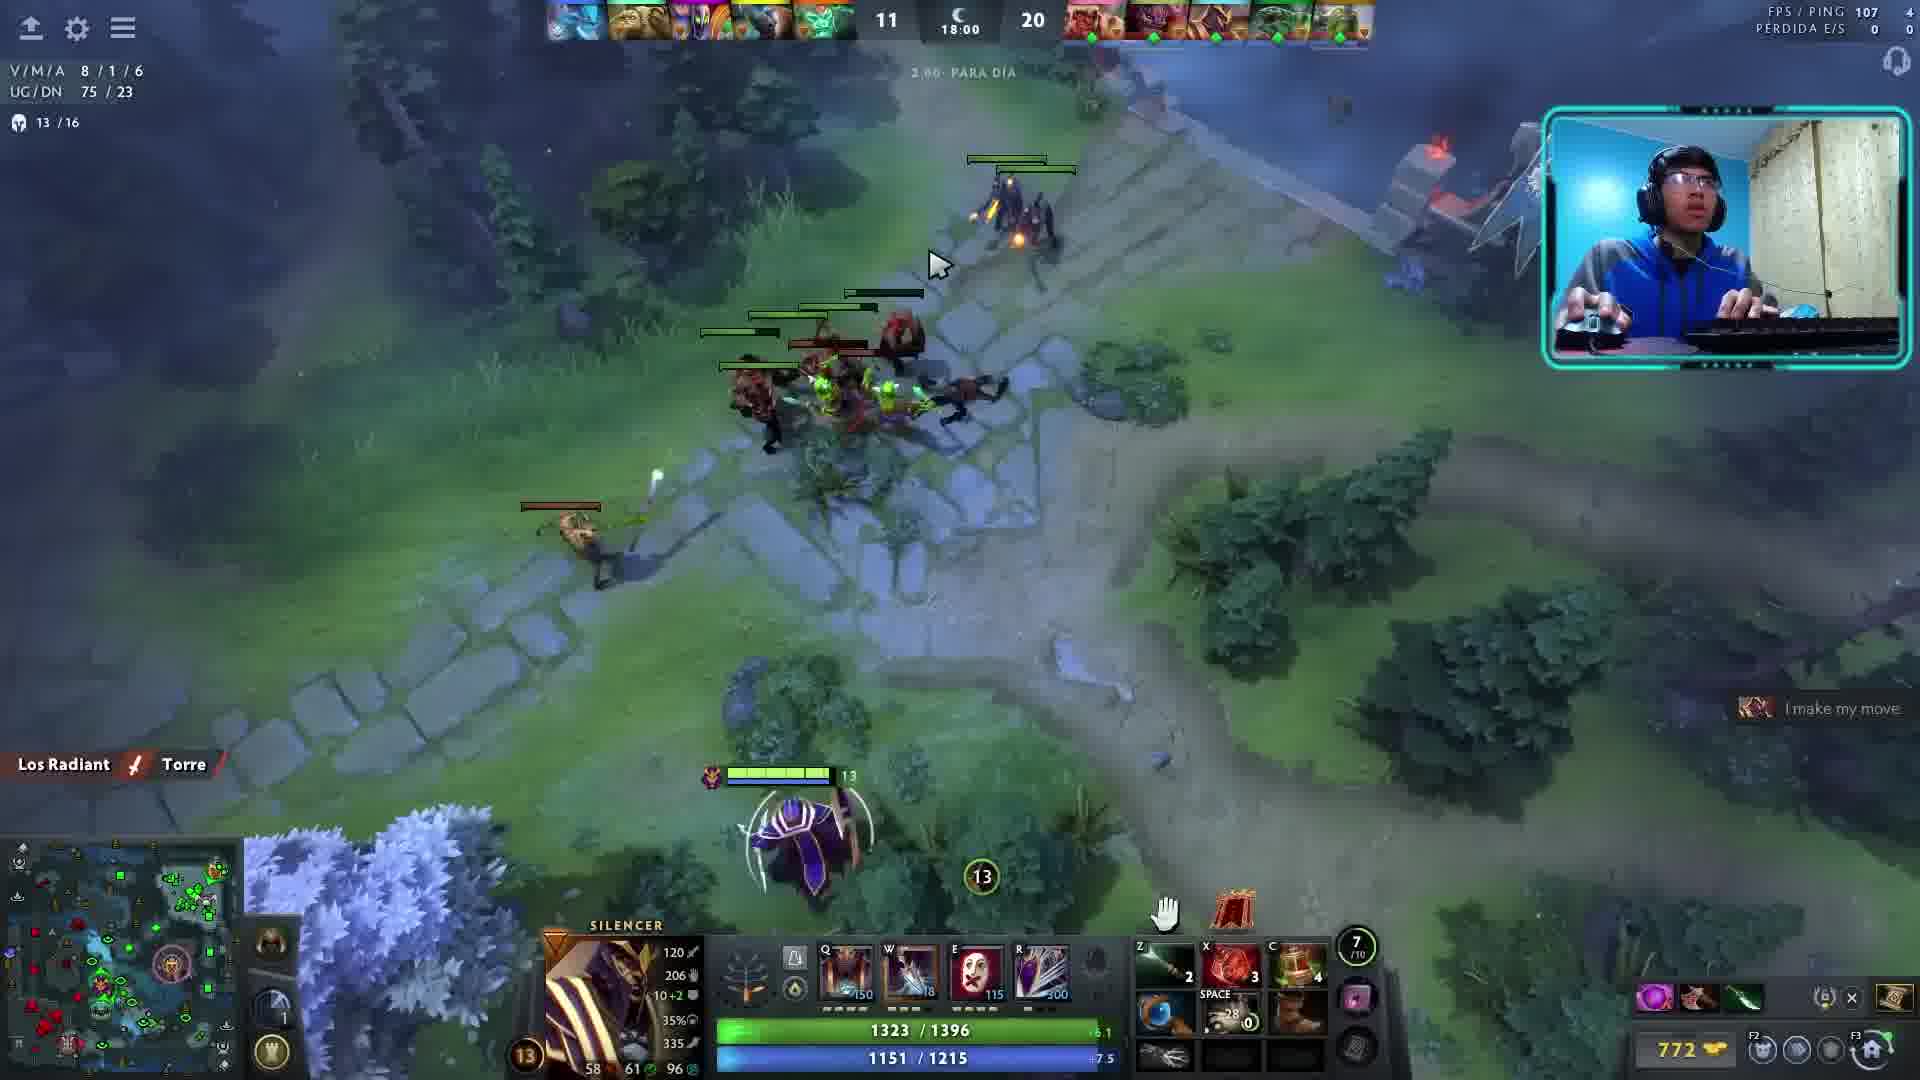 11
18:00
20
FPS / PING 107 4
PÉRDIDA E/S 0 0
V/M/A 8 / 1 / 6
UG/DN 75 / 23
13 /16
PARA DÍA
I make my move.
Los Radiant Torre
13
13
SILENCER
120
206
10+2
35%
335
58 61 96
13
Q W E R
150 18 115 300
1323 / 1396 +6.1
1151 / 1215 +7.5
Z 2 X 3 C 4
SPACE
28 0
7
/10
1
772
F2 F3